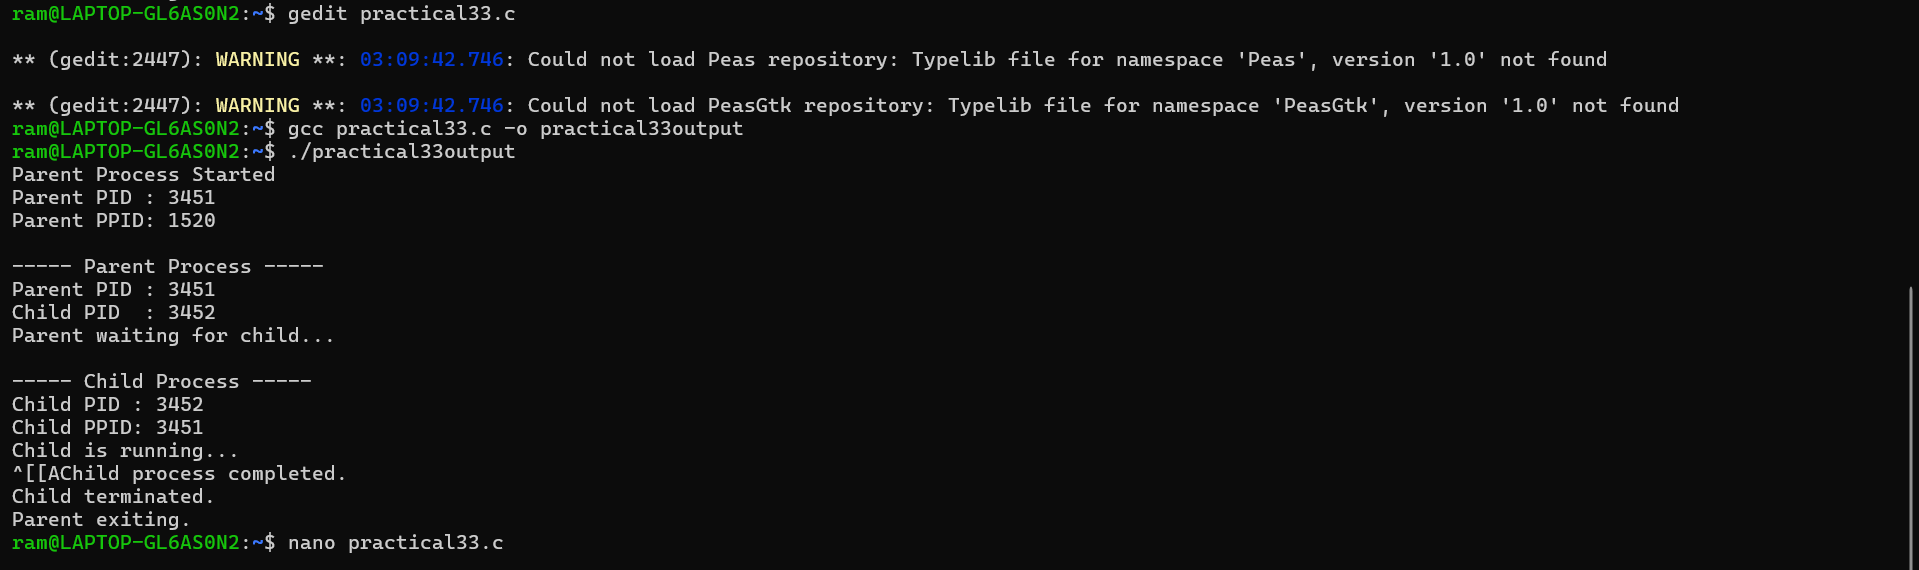 ram@LAPTOP-GL6AS0N2:~$ gedit practical33.c
** (gedit:2447): WARNING **: 03:09:42.746: Could not load Peas repository: Typelib file for namespace 'Peas', version '1.0' not found
** (gedit:2447): WARNING **: 03:09:42.746: Could not load PeasGtk repository: Typelib file for namespace 'PeasGtk', version '1.0' not found
ram@LAPTOP-GL6AS0N2:~$ gcc practical33.c -o practical33output
ram@LAPTOP-GL6AS0N2:~$ ./practical33output
Parent Process Started
Parent PID : 3451
Parent PPID: 1520
----- Parent Process -----
Parent PID : 3451
Child PID  : 3452
Parent waiting for child...
----- Child Process -----
Child PID : 3452
Child PPID: 3451
Child is running...
^[[AChild process completed.
Child terminated.
Parent exiting.
ram@LAPTOP-GL6AS0N2:~$ nano practical33.c